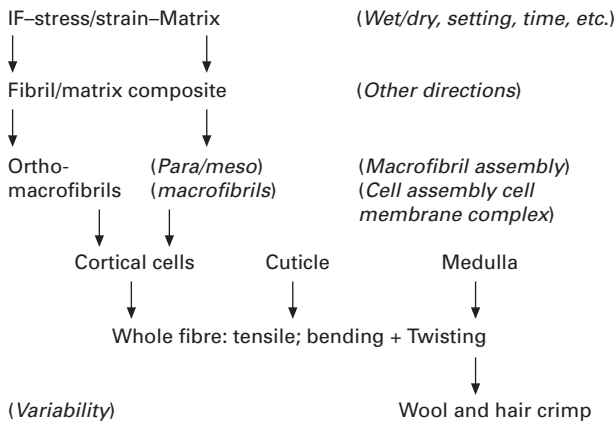 IF–stress/strain–Matrix (Wet/dry, setting, time, etc.)
Fibril/matrix composite (Other directions)
Ortho- (Para/meso) (Macrofibril assembly)
macrofibrils (macrofibrils) (Cell assembly cell
membrane complex)
Cortical cells Cuticle Medulla
Whole fibre: tensile; bending + Twisting
(Variability) Wool and hair crimp